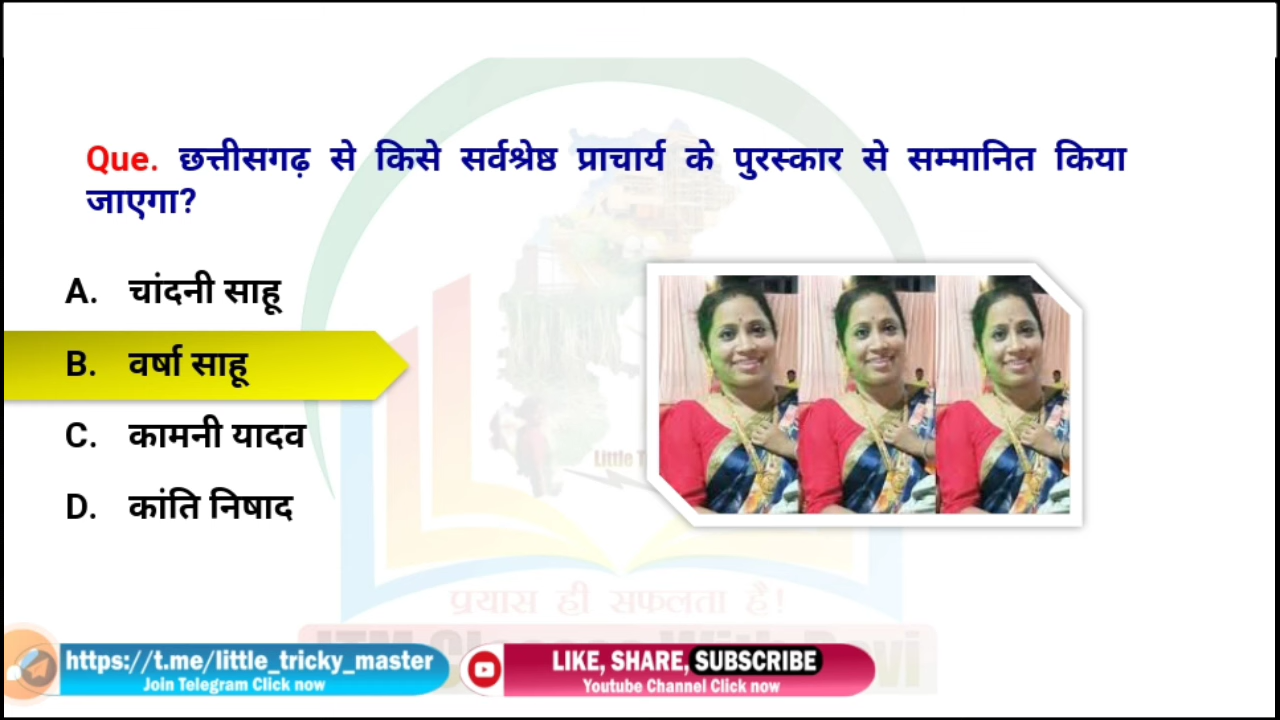 Que. छत्तीसगढ़ से किसे सर्वश्रेष्ठ प्राचार्य के पुरस्कार से सम्मानित किया
जाएगा?
A. चांदनी साहू
B. वर्षा साहू
C. कामनी यादव
D. कांति निषाद
Little
प्रयास ही सफलता है!
https://t.me/little_tricky_master
Join Telegram Click now
LIKE, SHARE, SUBSCRIBE
Youtube Channel Click now